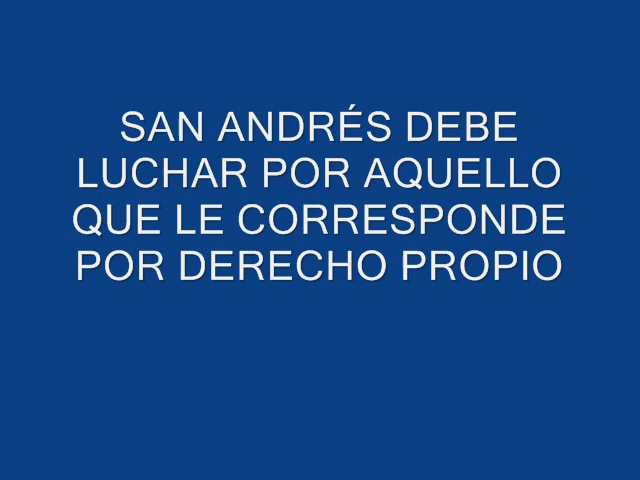 SAN ANDRÉS DEBE
LUCHAR POR AQUELLO
QUE LE CORRESPONDE
POR DERECHO PROPIO